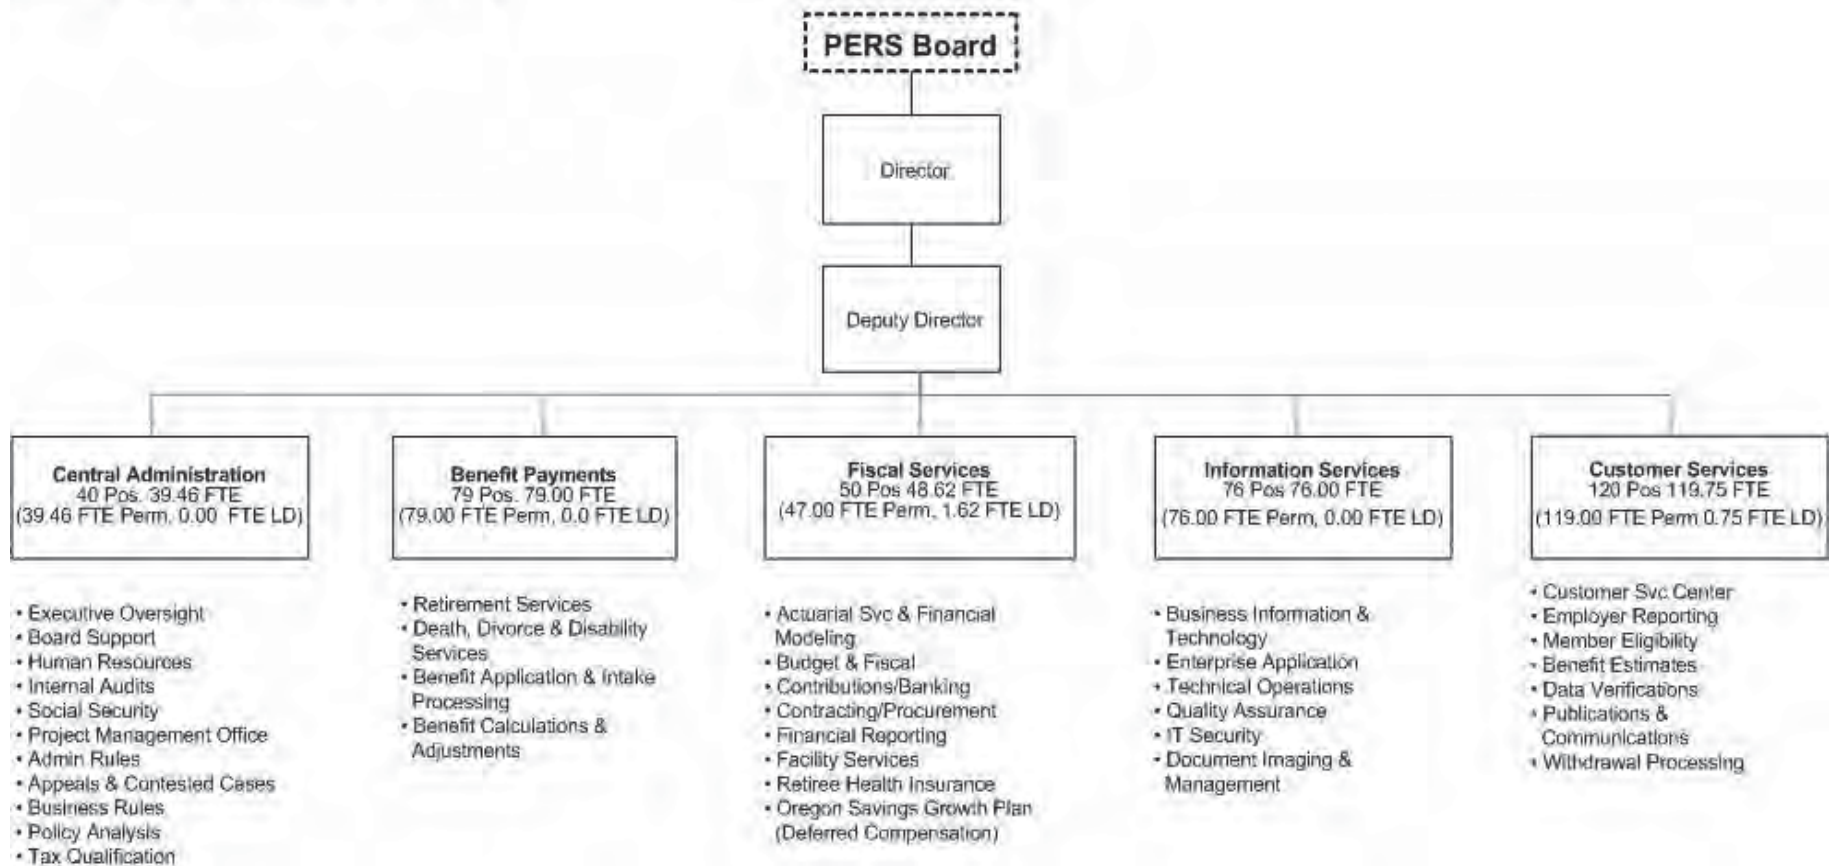 PERS Board
Director
Deputy Director
Central Administration
40 Pos. 39.46 FTE
(39.46 FTE Perm, 0.00 FTE LD)
• Executive Oversight
• Board Support
• Human Resources
• Internal Audits
• Social Security
• Project Management Office
• Admin Rules
• Appeals & Contested Cases
• Business Rules
• Policy Analysis
• Tax Qualification
Benefit Payments
79 Pos. 79.00 FTE
(79.00 FTE Perm, 0.0 FTE LD)
• Retirement Services
• Death, Divorce & Disability
Services
• Benefit Application & Intake
Processing
• Benefit Calculations &
Adjustments
Fiscal Services
50 Pos 48.62 FTE
(47.00 FTE Perm, 1.62 FTE LD)
• Actuarial Svc & Financial
Modeling
• Budget & Fiscal
• Contributions/Banking
• Contracting/Procurement
• Financial Reporting
• Facility Services
• Retiree Health Insurance
• Oregon Savings Growth Plan
(Deferred Compensation)
Information Services
76 Pos 76.00 FTE
(76.00 FTE Perm, 0.00 FTE LD)
• Business Information &
Technology
• Enterprise Application
• Technical Operations
• Quality Assurance
• IT Security
• Document Imaging &
Management
Customer Services
120 Pos 119.75 FTE
(119.00 FTE Perm 0.75 FTE LD)
• Customer Svc Center
• Employer Reporting
• Member Eligibility
• Benefit Estimates
• Data Verifications
• Publications &
Communications
• Withdrawal Processing